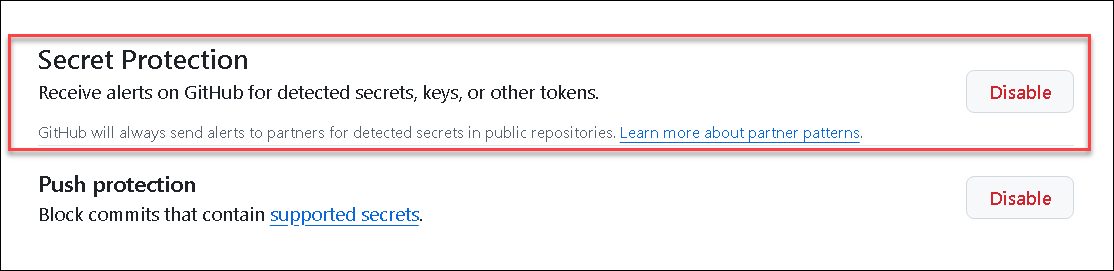 Secret Protection
Receive alerts on GitHub for detected secrets, keys, or other tokens.
Disable
GitHub will always send alerts to partners for detected secrets in public repositories. Learn more about partner patterns.
Push protection
Block commits that contain supported secrets.
Disable